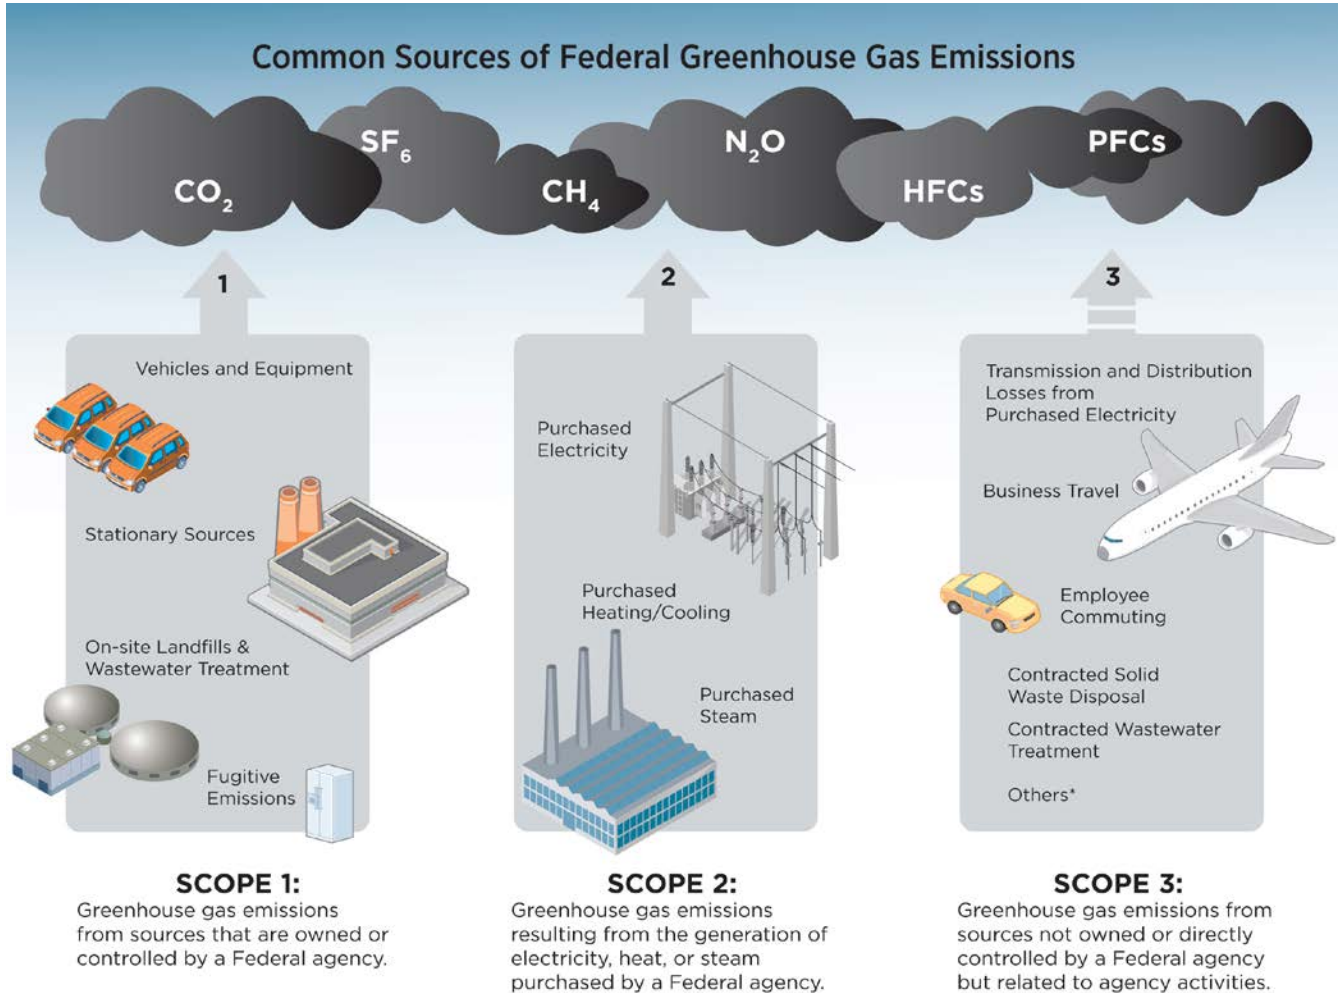 Common Sources of Federal Greenhouse Gas Emissions
SF6
N2O
PFCs
CO2
CH4
HFCs
1
2
3
Vehicles and Equipment
Stationary Sources
On-site Landfills &
Wastewater Treatment
Fugitive
Emissions
Purchased
Electricity
Purchased
Heating/Cooling
Purchased
Steam
Transmission and Distribution
Losses from
Purchased Electricity
Business Travel
Employee
Commuting
Contracted Solid
Waste Disposal
Contracted Wastewater
Treatment
Others*
SCOPE 1:
Greenhouse gas emissions
from sources that are owned or
controlled by a Federal agency.
SCOPE 2:
Greenhouse gas emissions
resulting from the generation of
electricity, heat, or steam
purchased by a Federal agency.
SCOPE 3:
Greenhouse gas emissions from
sources not owned or directly
controlled by a Federal agency
but related to agency activities.